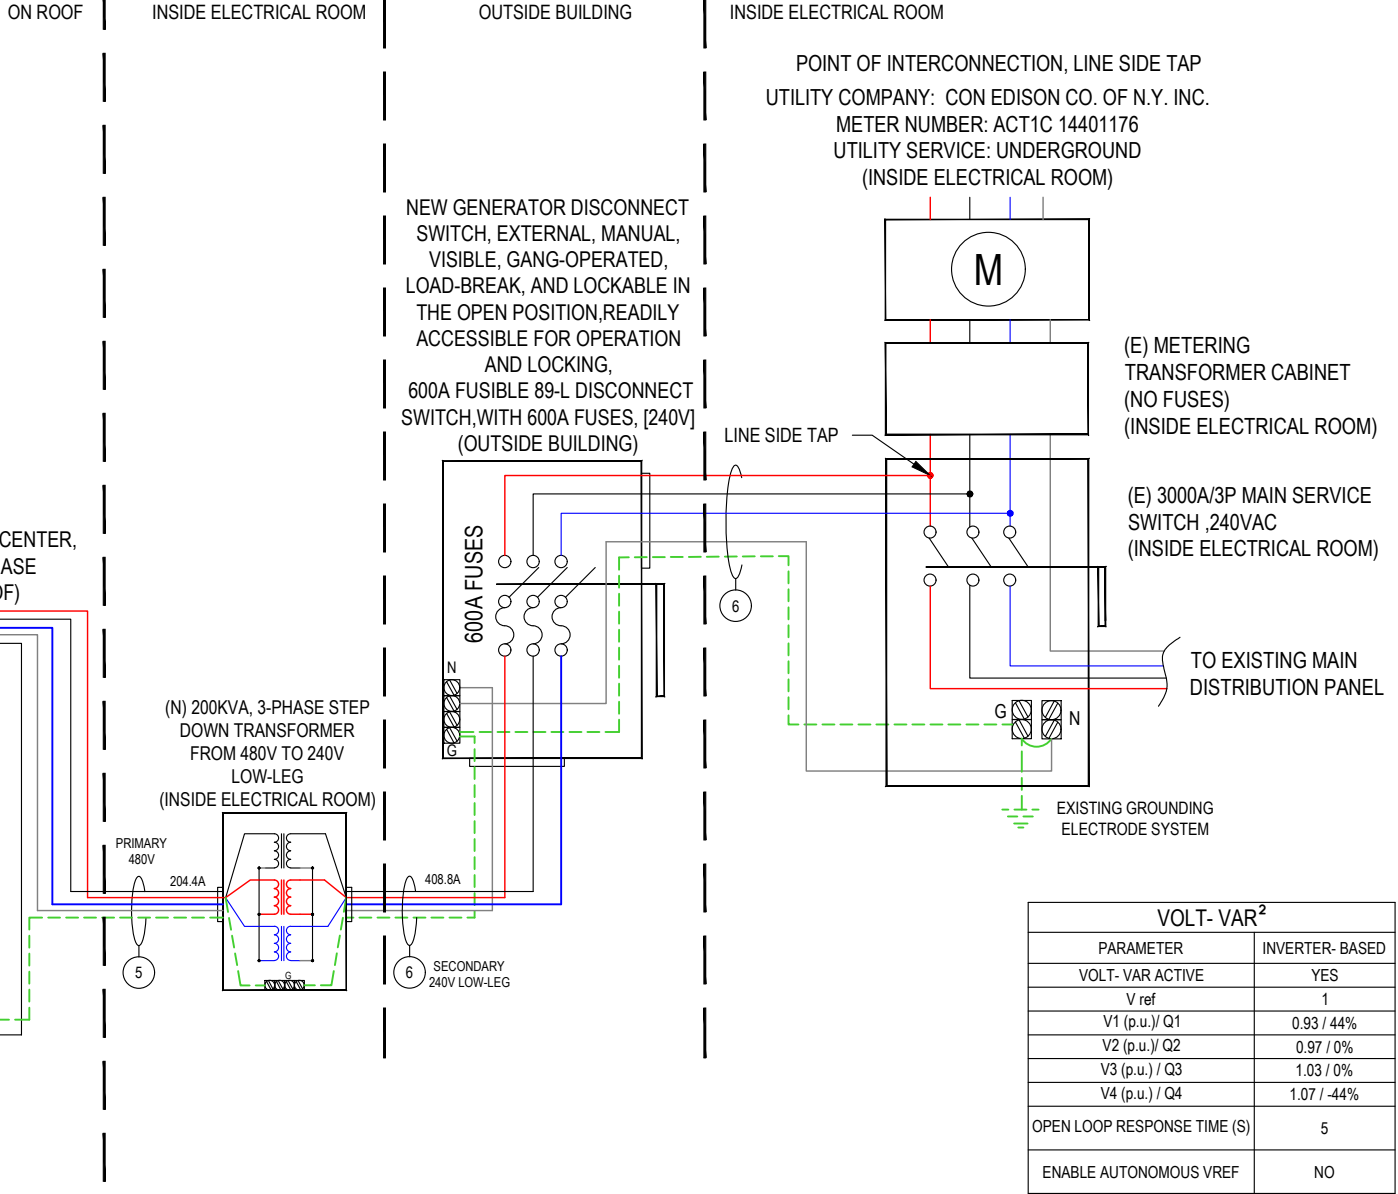 ON ROOF
INSIDE ELECTRICAL ROOM
OUTSIDE BUILDING
INSIDE ELECTRICAL ROOM
POINT OF INTERCONNECTION, LINE SIDE TAP
UTILITY COMPANY: CON EDISON CO. OF N.Y. INC.
METER NUMBER: ACT1C 14401176
UTILITY SERVICE: UNDERGROUND
(INSIDE ELECTRICAL ROOM)
M
NEW GENERATOR DISCONNECT
SWITCH, EXTERNAL, MANUAL,
VISIBLE, GANG-OPERATED,
LOAD-BREAK, AND LOCKABLE IN
THE OPEN POSITION,READILY
ACCESSIBLE FOR OPERATION
AND LOCKING,
600A FUSIBLE 89-L DISCONNECT
SWITCH,WITH 600A FUSES, [240V]
(OUTSIDE BUILDING)
(E) METERING
TRANSFORMER CABINET
(NO FUSES)
(INSIDE ELECTRICAL ROOM)
LINE SIDE TAP
(E) 3000A/3P MAIN SERVICE
SWITCH ,240VAC
(INSIDE ELECTRICAL ROOM)
CENTER,
ASE
OF)
600A FUSES
6
N
G
TO EXISTING MAIN
DISTRIBUTION PANEL
G
N
(N) 200KVA, 3-PHASE STEP
DOWN TRANSFORMER
FROM 480V TO 240V
LOW-LEG
(INSIDE ELECTRICAL ROOM)
EXISTING GROUNDING
ELECTRODE SYSTEM
PRIMARY
480V
204.4A
408.8A
5
G
6
SECONDARY
240V LOW-LEG
VOLT- VAR²
PARAMETER INVERTER- BASED
VOLT- VAR ACTIVE YES
V ref 1
V1 (p.u.)/ Q1 0.93 / 44%
V2 (p.u.)/ Q2 0.97 / 0%
V3 (p.u.) / Q3 1.03 / 0%
V4 (p.u.) / Q4 1.07 / -44%
OPEN LOOP RESPONSE TIME (S) 5
ENABLE AUTONOMOUS VREF NO